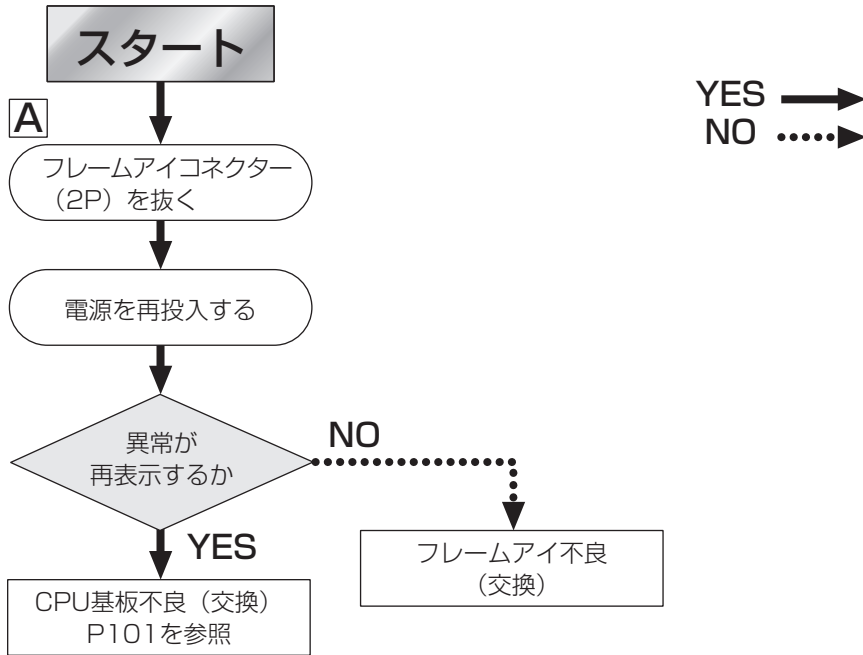 スタート
YES
NO
A
フレームアイコネクター
（2P）を抜く
電源を再投入する
異常が
再表示するか
NO
YES
フレームアイ不良
（交換）
CPU基板不良（交換）
P101を参照